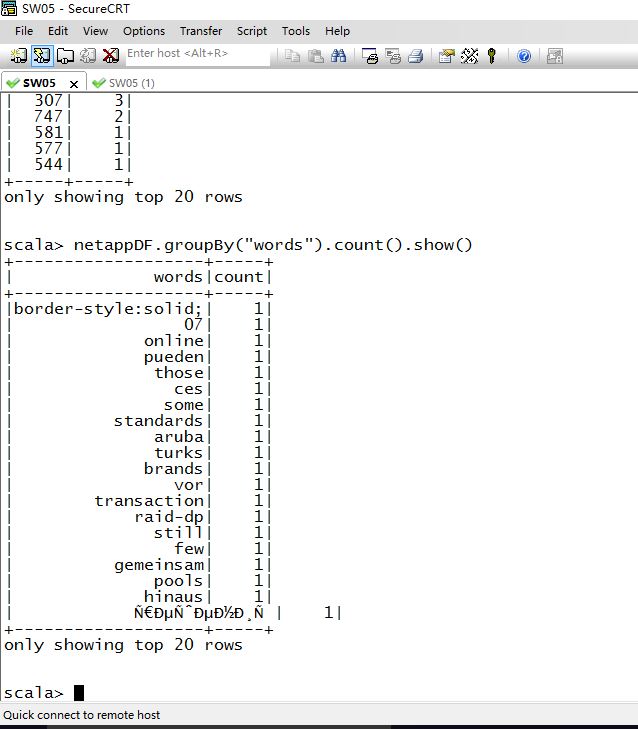 SW05 - SecureCRT
File Edit View Options Transfer Script Tools Help
Enter host <Alt+R>
SW05 x SW05 (1)
| 307| 3|
| 747| 2|
| 581| 1|
| 577| 1|
| 544| 1|
+-----+-----+
only showing top 20 rows
scala> netappDF.groupBy("words").count().show()
+--------------------+-----+
| words|count|
+--------------------+-----+
|border-style:solid;| 1|
| 07| 1|
| online| 1|
| pueden| 1|
| those| 1|
| ces| 1|
| some| 1|
| standards| 1|
| aruba| 1|
| turks| 1|
| brands| 1|
| vor| 1|
| transaction| 1|
| raid-dp| 1|
| still| 1|
| few| 1|
| gemeinsam| 1|
| pools| 1|
| hinaus| 1|
| Ñ€ÐµÑˆÐµÐ½Ð¸Ñ | 1|
+--------------------+-----+
only showing top 20 rows
scala>
Quick connect to remote host